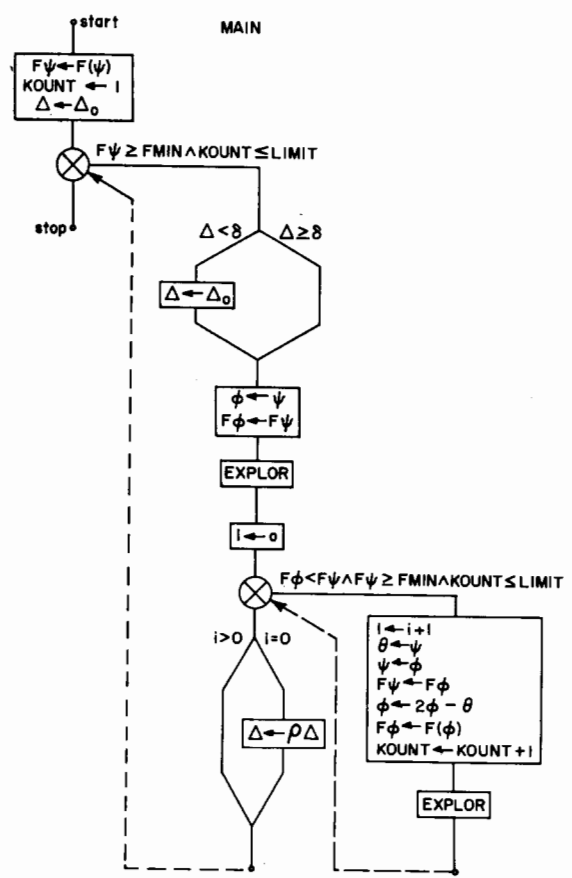 start
MAIN
Fψ←F(ψ)
KOUNT ← 1
Δ←Δ₀
Fψ ≥ FMIN∧KOUNT ≤ LIMIT
stop
Δ<δ Δ≥δ
Δ←Δ₀
ϕ←ψ
Fϕ←Fψ
EXPLOR
i←0
Fϕ<Fψ∧Fψ ≥ FMIN∧KOUNT≤LIMIT
i>0 i=0
i←i+1
θ←ψ
ψ←ϕ
Fψ←Fϕ
ϕ←2ϕ-θ
Fϕ←F(ϕ)
KOUNT←KOUNT+1
Δ←ρΔ
EXPLOR